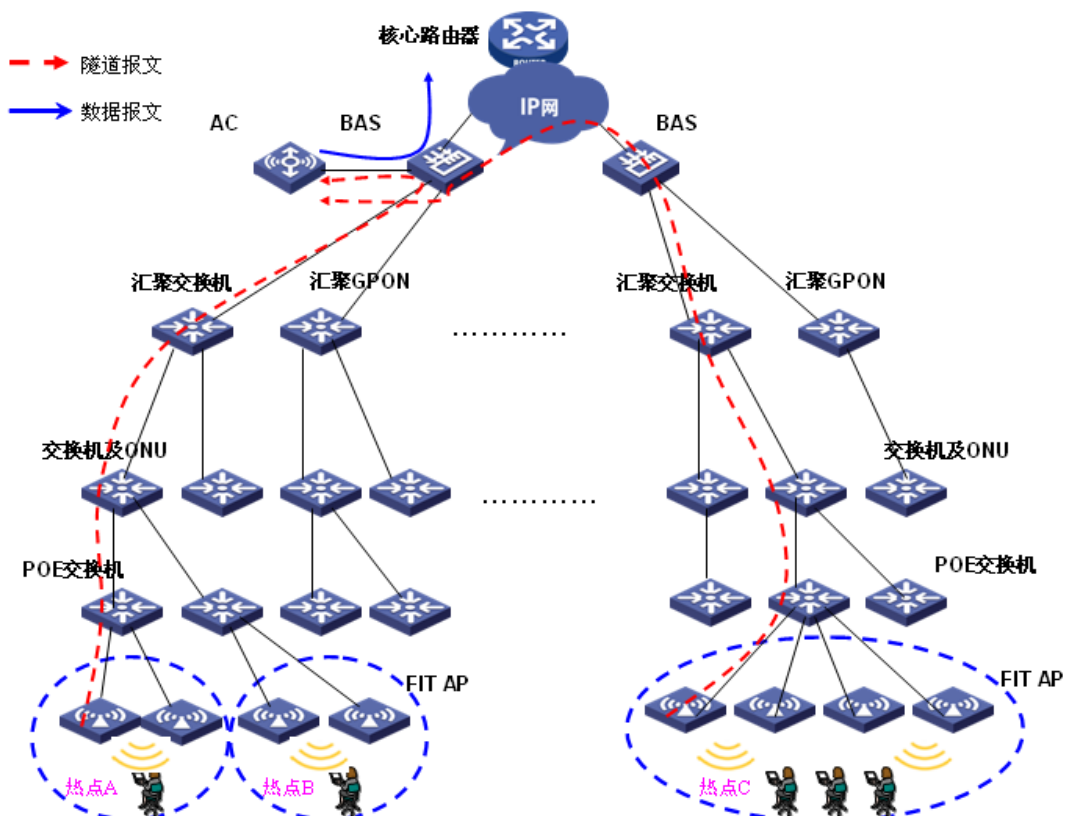 核心路由器
ROUTER
隧道报文
数据报文
IP网
AC
BAS
BAS
汇聚交换机
汇聚GPON
汇聚交换机
汇聚GPON
…………
交换机及ONU
交换机及ONU
…………
POE交换机
POE交换机
FIT AP
FIT AP
热点A
热点B
热点C